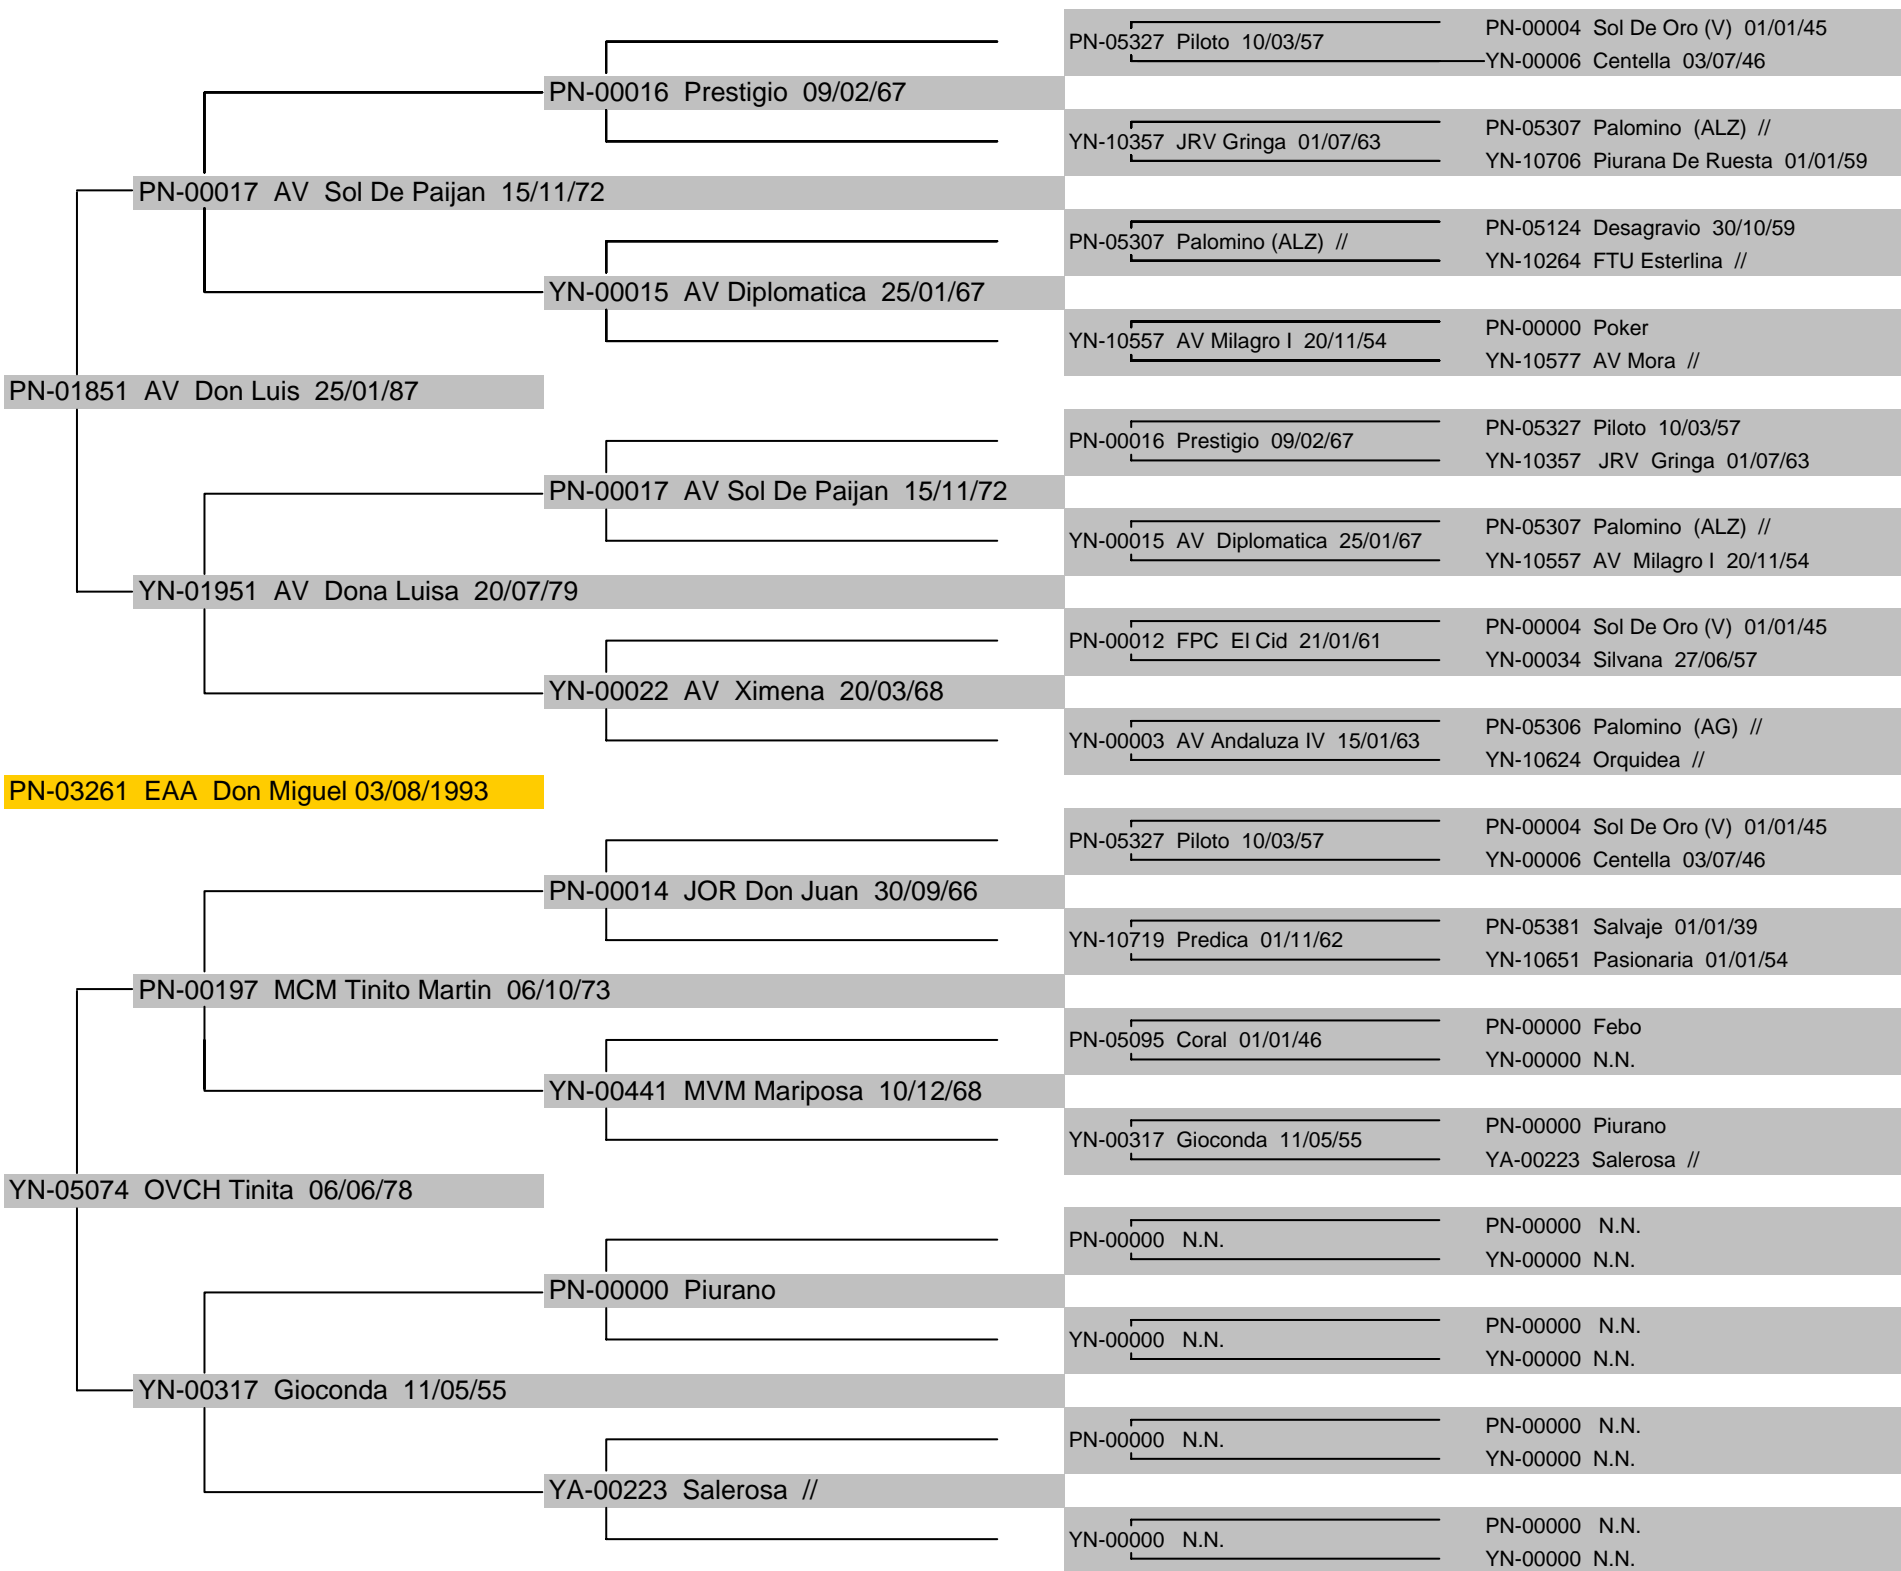 PN-00004 Sol De Oro (V) 01/01/45
PN-05327 Piloto 10/03/57
YN-00006 Centella 03/07/46
PN-00016 Prestigio 09/02/67
PN-05307 Palomino (ALZ) //
YN-10357 JRV Gringa 01/07/63
YN-10706 Piurana De Ruesta 01/01/59
PN-00017 AV Sol De Paijan 15/11/72
PN-05124 Desagravio 30/10/59
PN-05307 Palomino (ALZ) //
YN-10264 FTU Esterlina //
YN-00015 AV Diplomatica 25/01/67
PN-00000 Poker
YN-10557 AV Milagro I 20/11/54
YN-10577 AV Mora //
PN-01851 AV Don Luis 25/01/87
PN-05327 Piloto 10/03/57
PN-00016 Prestigio 09/02/67
YN-10357 JRV Gringa 01/07/63
PN-00017 AV Sol De Paijan 15/11/72
PN-05307 Palomino (ALZ) //
YN-00015 AV Diplomatica 25/01/67
YN-10557 AV Milagro I 20/11/54
YN-01951 AV Dona Luisa 20/07/79
PN-00004 Sol De Oro (V) 01/01/45
PN-00012 FPC El Cid 21/01/61
YN-00034 Silvana 27/06/57
YN-00022 AV Ximena 20/03/68
PN-05306 Palomino (AG) //
YN-00003 AV Andaluza IV 15/01/63
YN-10624 Orquidea //
PN-03261 EAA Don Miguel 03/08/1993
PN-00004 Sol De Oro (V) 01/01/45
PN-05327 Piloto 10/03/57
YN-00006 Centella 03/07/46
PN-00014 JOR Don Juan 30/09/66
PN-05381 Salvaje 01/01/39
YN-10719 Predica 01/11/62
YN-10651 Pasionaria 01/01/54
PN-00197 MCM Tinito Martin 06/10/73
PN-00000 Febo
PN-05095 Coral 01/01/46
YN-00000 N.N.
YN-00441 MVM Mariposa 10/12/68
PN-00000 Piurano
YN-00317 Gioconda 11/05/55
YA-00223 Salerosa //
YN-05074 OVCH Tinita 06/06/78
PN-00000 N.N.
PN-00000 N.N.
YN-00000 N.N.
PN-00000 Piurano
PN-00000 N.N.
YN-00000 N.N.
YN-00000 N.N.
YN-00317 Gioconda 11/05/55
PN-00000 N.N.
PN-00000 N.N.
YN-00000 N.N.
YA-00223 Salerosa //
PN-00000 N.N.
YN-00000 N.N.
YN-00000 N.N.